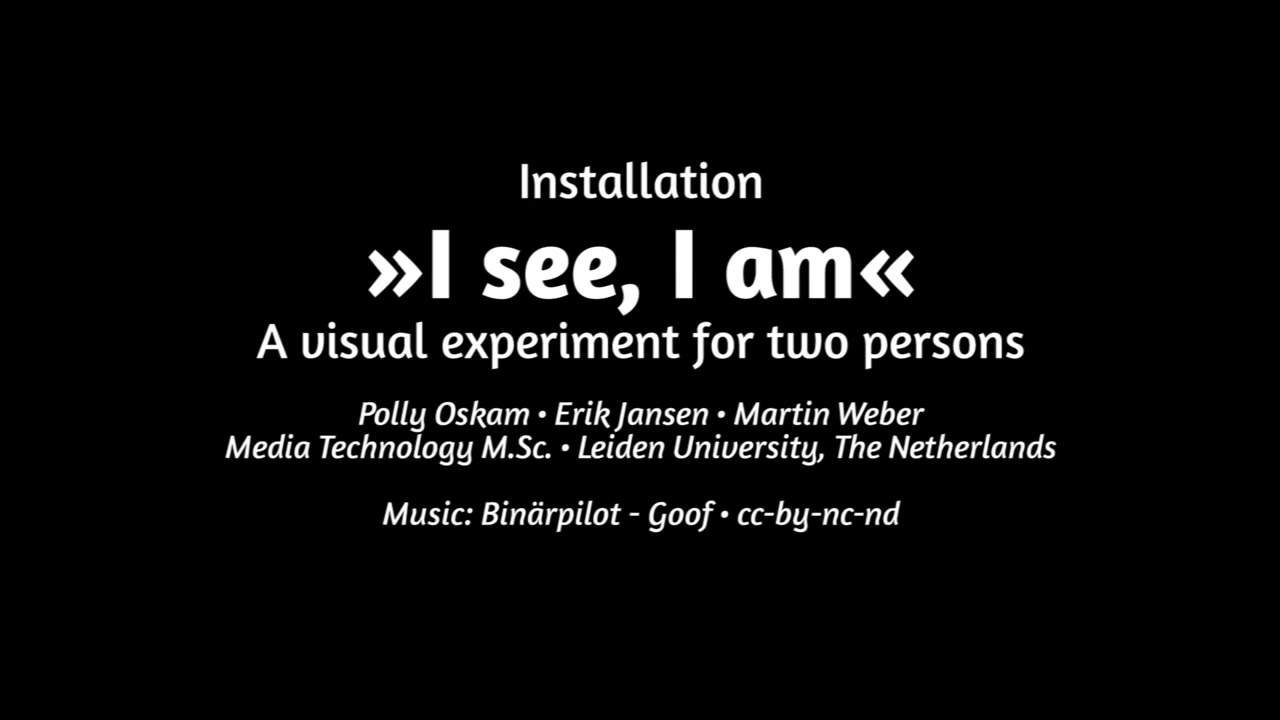 Installation
»I see, I am«
A visual experiment for two persons
Polly Oskam • Erik Jansen • Martin Weber
Media Technology M.Sc. • Leiden University, The Netherlands
Music: Binärpilot - Goof • cc-by-nc-nd